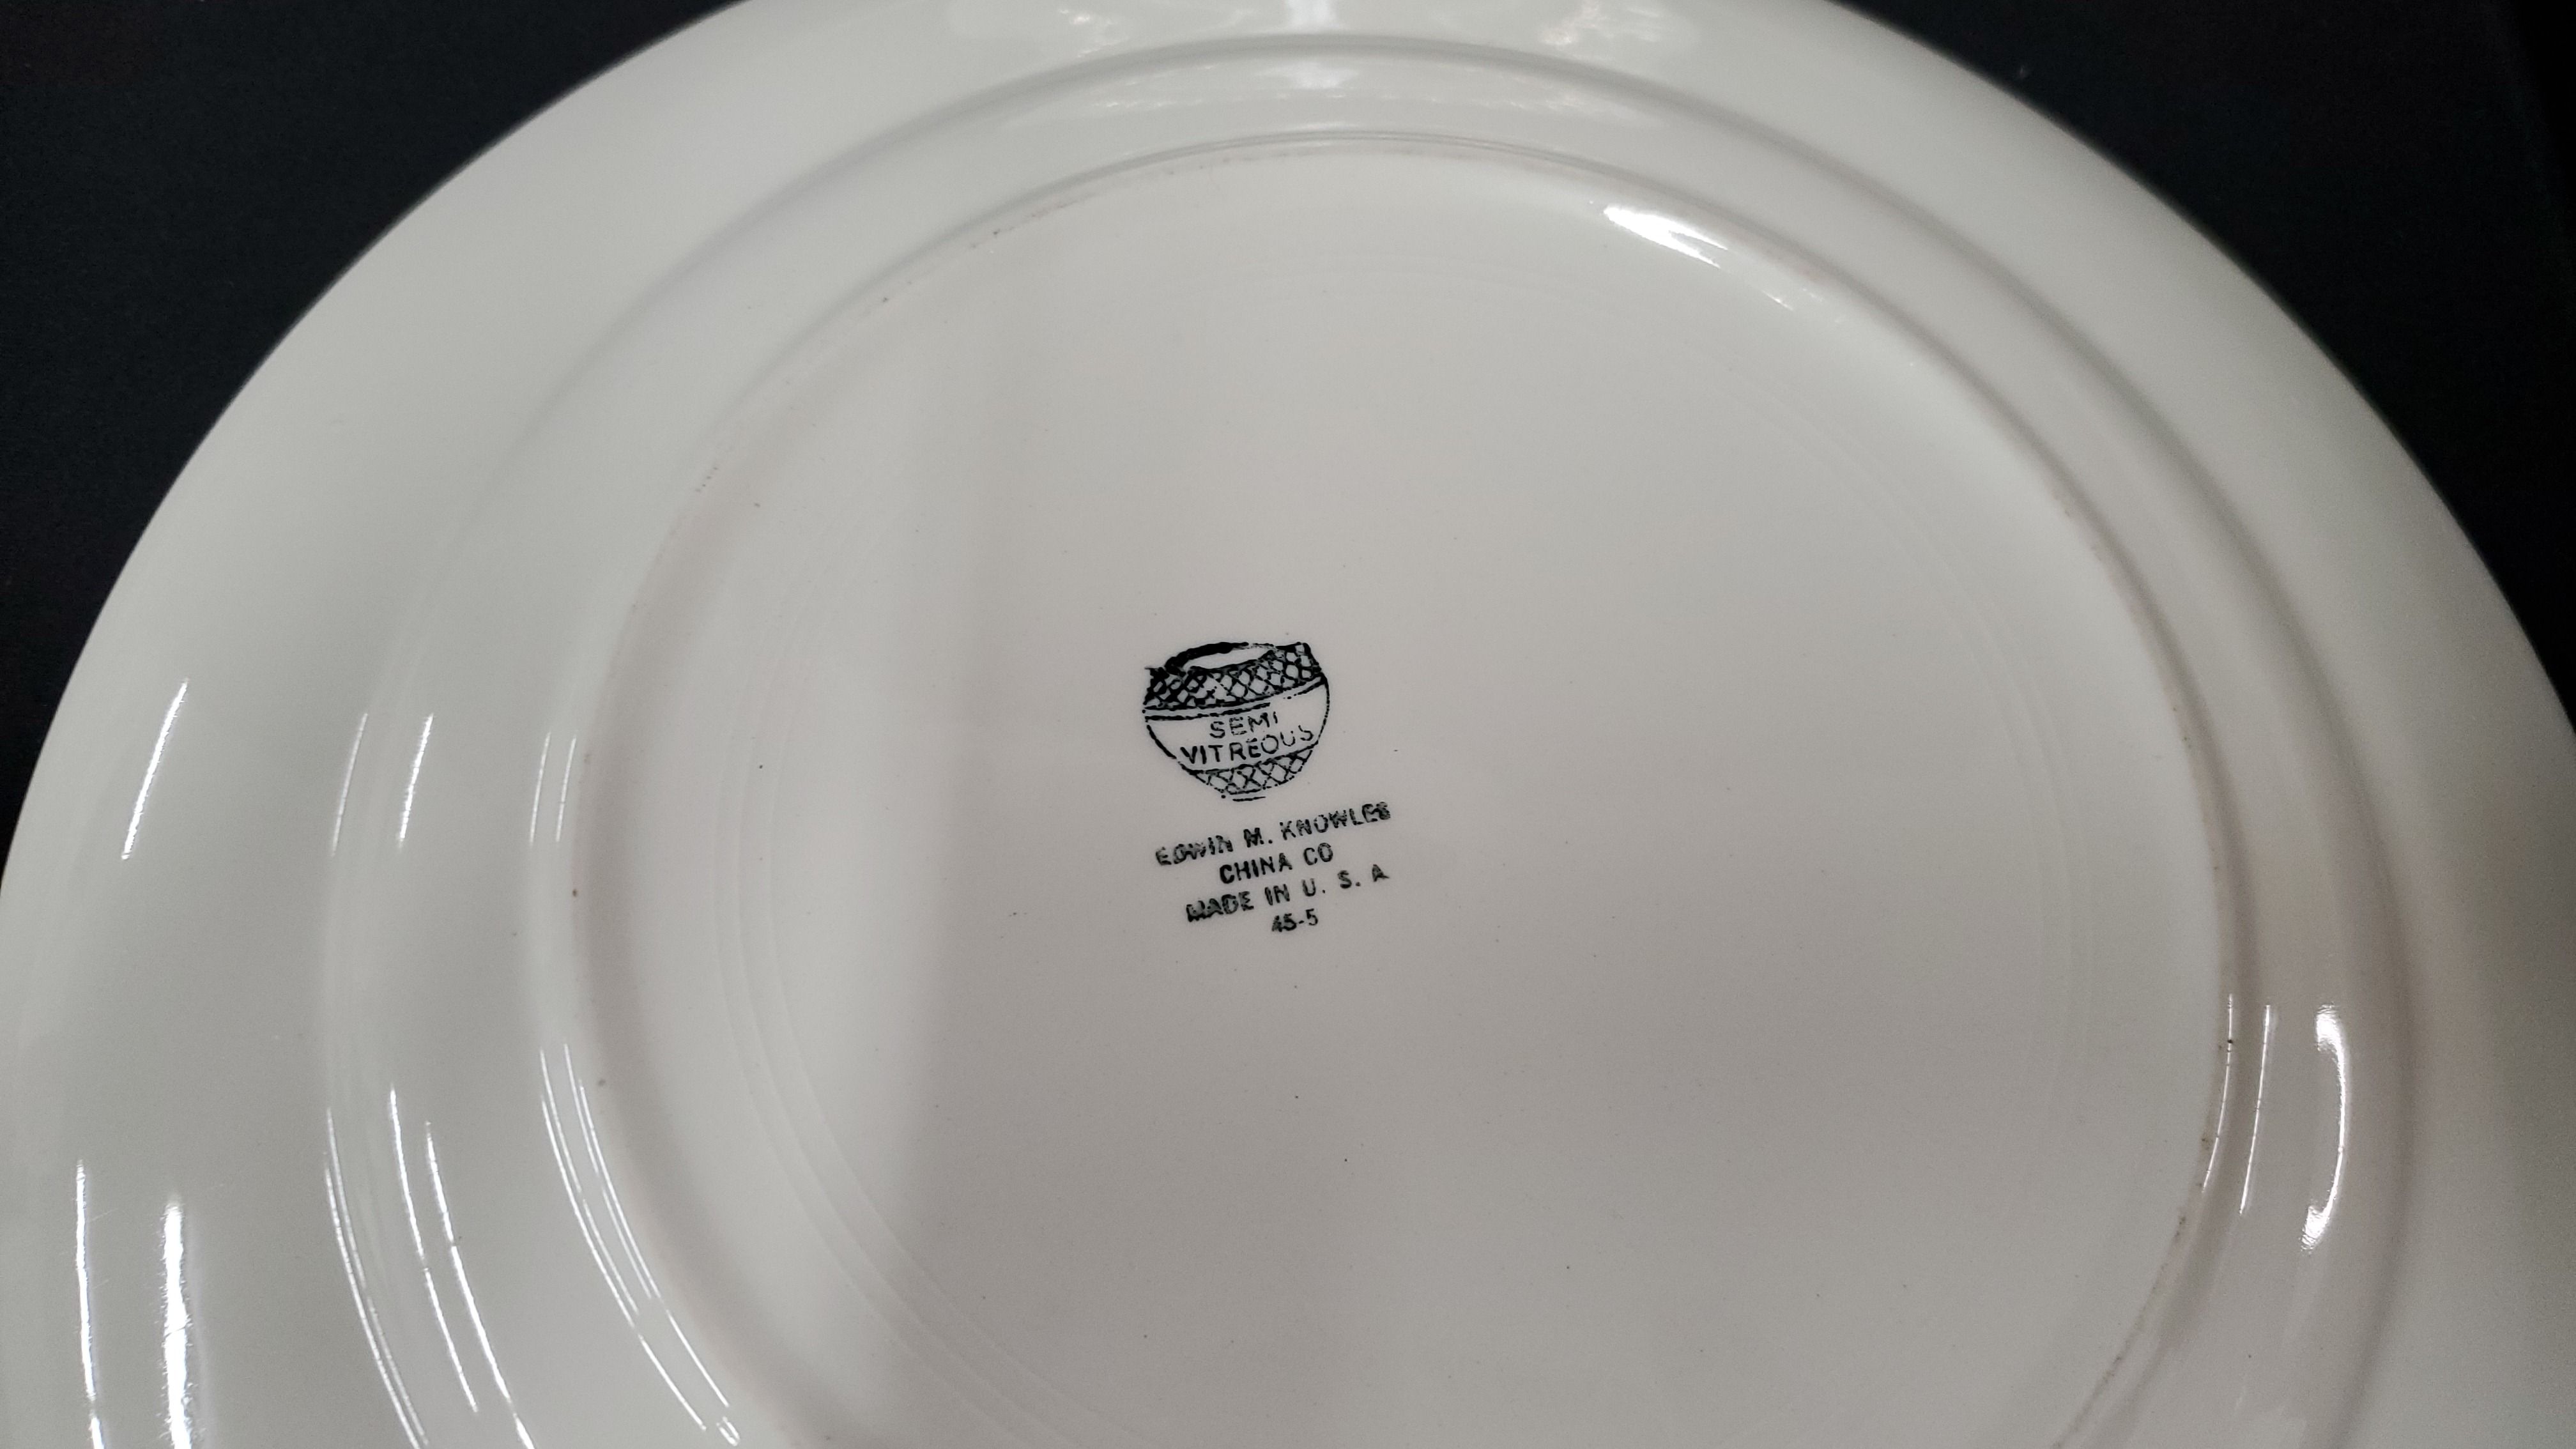 SEMI
VITREOUS
EDWIN M. KNOWLES
CHINA CO
MADE IN U. S. A
45-5